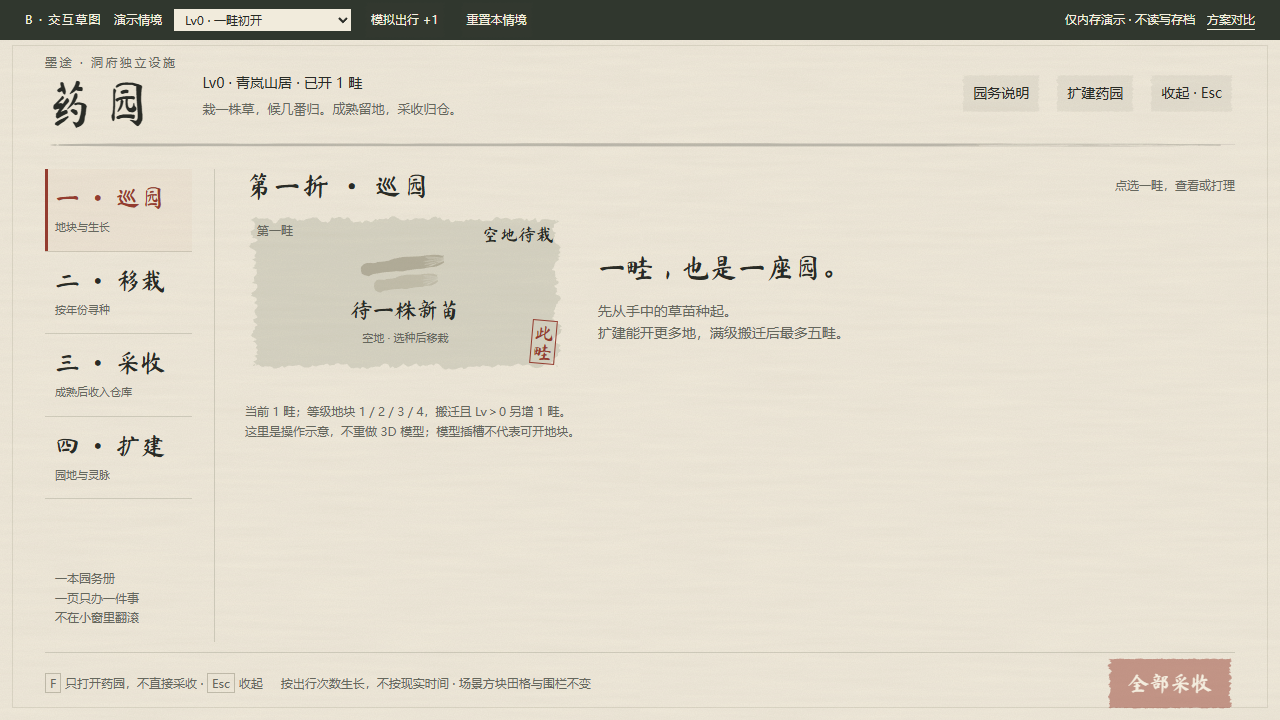 B · 交互草图 演示情境 Lv0 · 一畦初开 模拟出行 +1 重置本情境 仅内存演示 · 不读写存档 方案对比
墨途 · 洞府独立设施
药园
Lv0 · 青岚山居 · 已开 1 畦
栽一株草，候几番归。成熟留地，采收归仓。
园务说明 扩建药园 收起 · Esc
一 · 巡园
地块与生长
二 · 移栽
按年份寻种
三 · 采收
成熟后收入仓库
四 · 扩建
园地与灵脉
一本园务册
一页只办一件事
不在小窗里翻滚
第一折 · 巡园
点选一畦，查看或打理
第一畦
空地待栽
待一株新苗
空地 · 选种后移栽
此畦
一畦，也是一座园。
先从手中的草苗种起。
扩建能开更多地，满级搬迁后最多五畦。
当前 1 畦；等级地块 1 / 2 / 3 / 4，搬迁且 Lv > 0 另增 1 畦。
这里是操作示意，不重做 3D 模型；模型插槽不代表可开地块。
F 只打开药园，不直接采收 · Esc 收起 按出行次数生长，不按现实时间 · 场景方块田格与围栏不变
全部采收